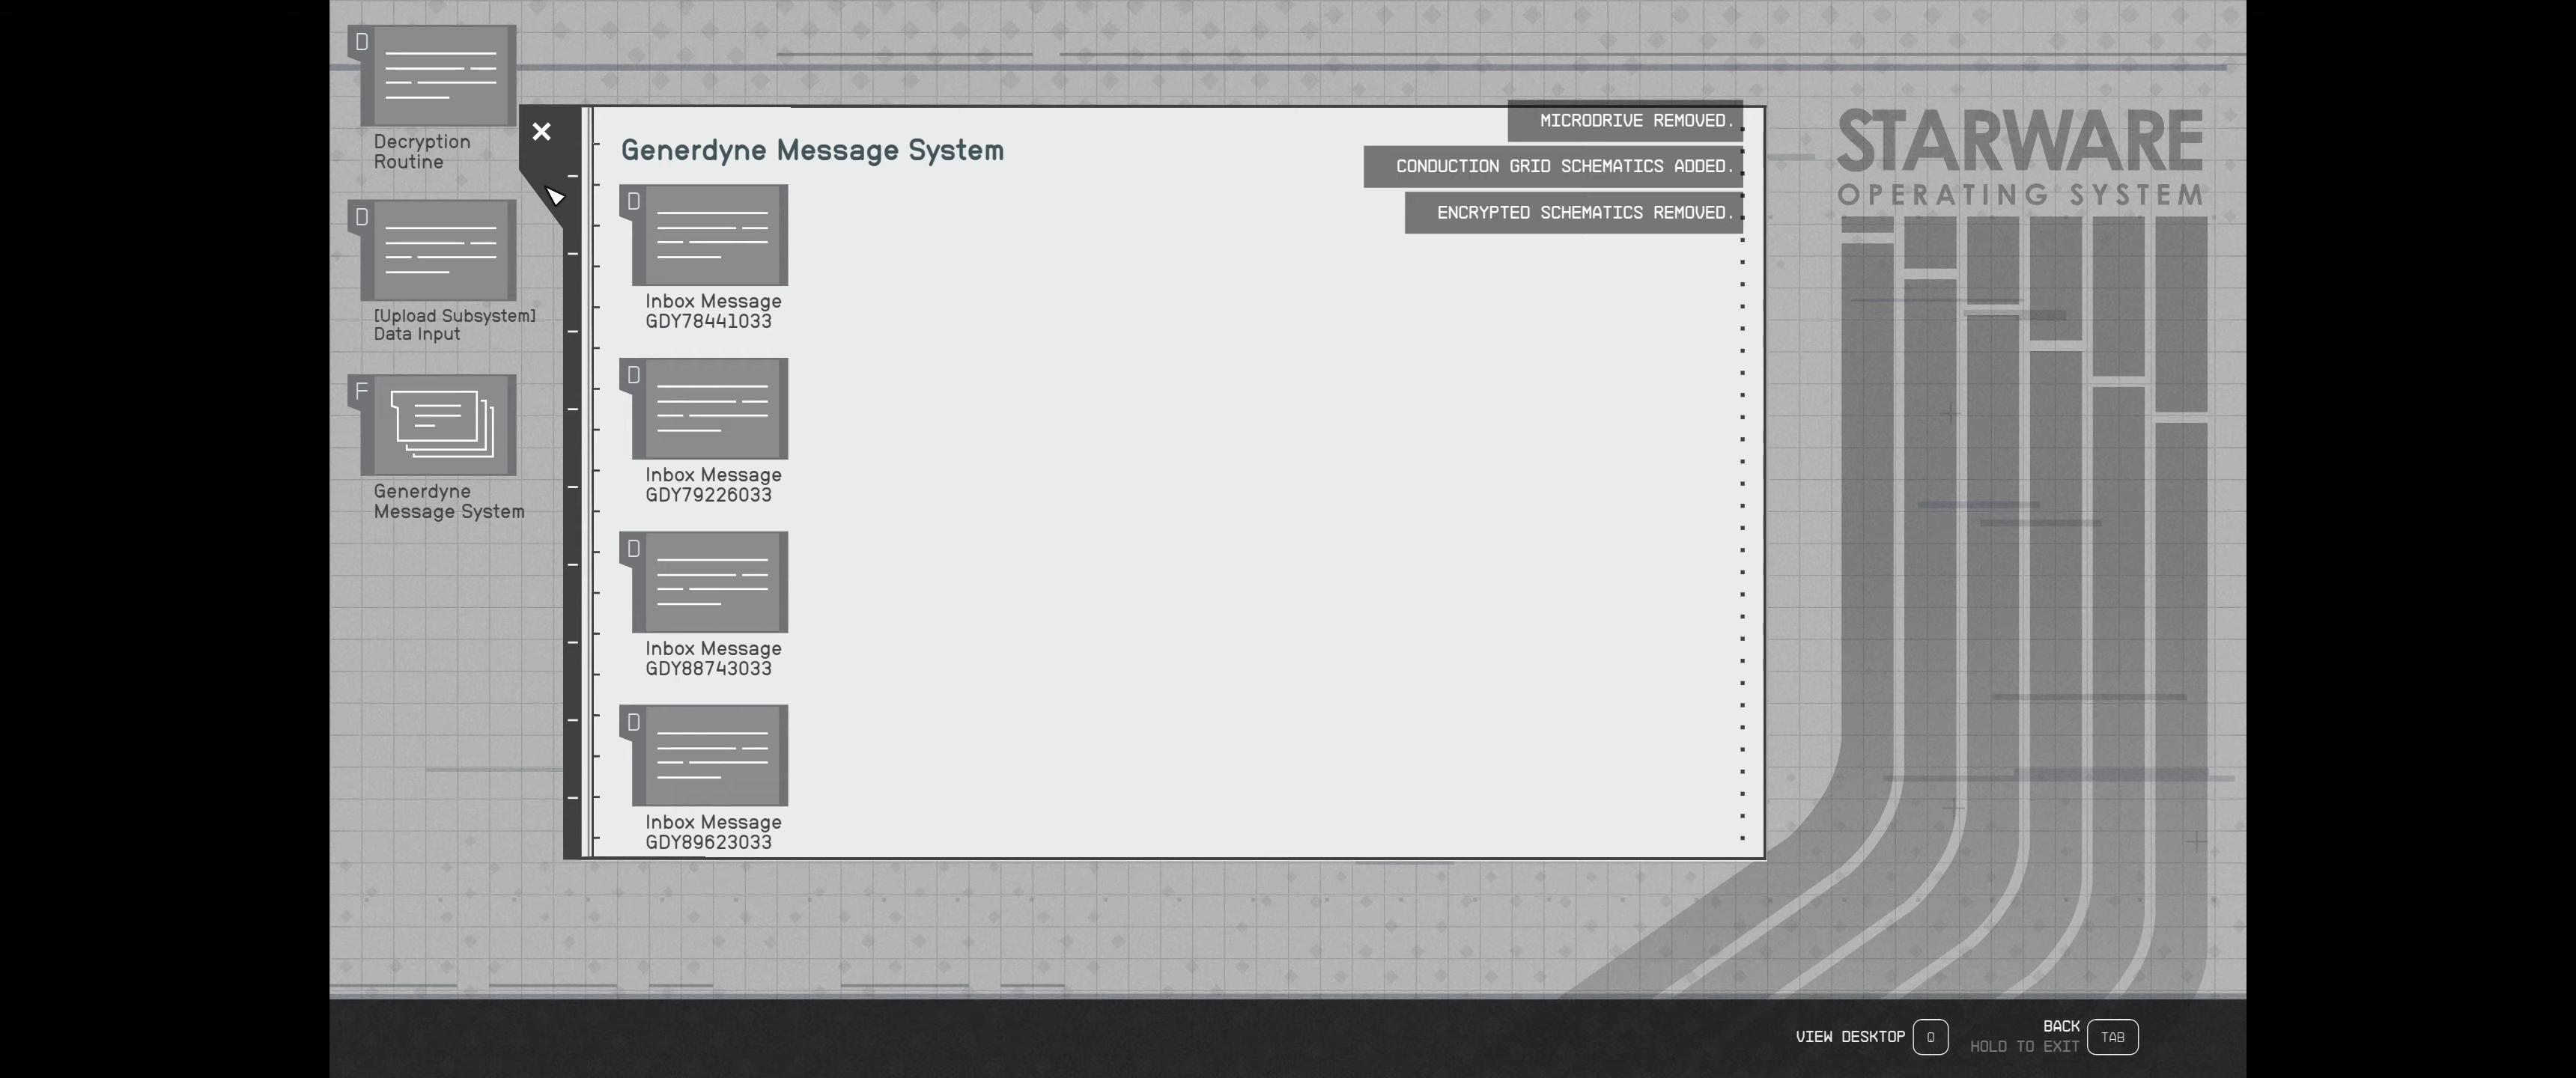 D
Decryption
Routine
D
[Upload Subsystem]
Data Input
F
Generdyne
Message System
Generdyne Message System
D
Inbox Message
GDY78441033
D
Inbox Message
GDY79226033
D
Inbox Message
GDY88743033
D
Inbox Message
GDY89623033
MICRODRIVE REMOVED.
CONDUCTION GRID SCHEMATICS ADDED.
ENCRYPTED SCHEMATICS REMOVED.
STARWARE
OPERATING SYSTEM
VIEW DESKTOP Q
BACK
HOLD TO EXIT TAB